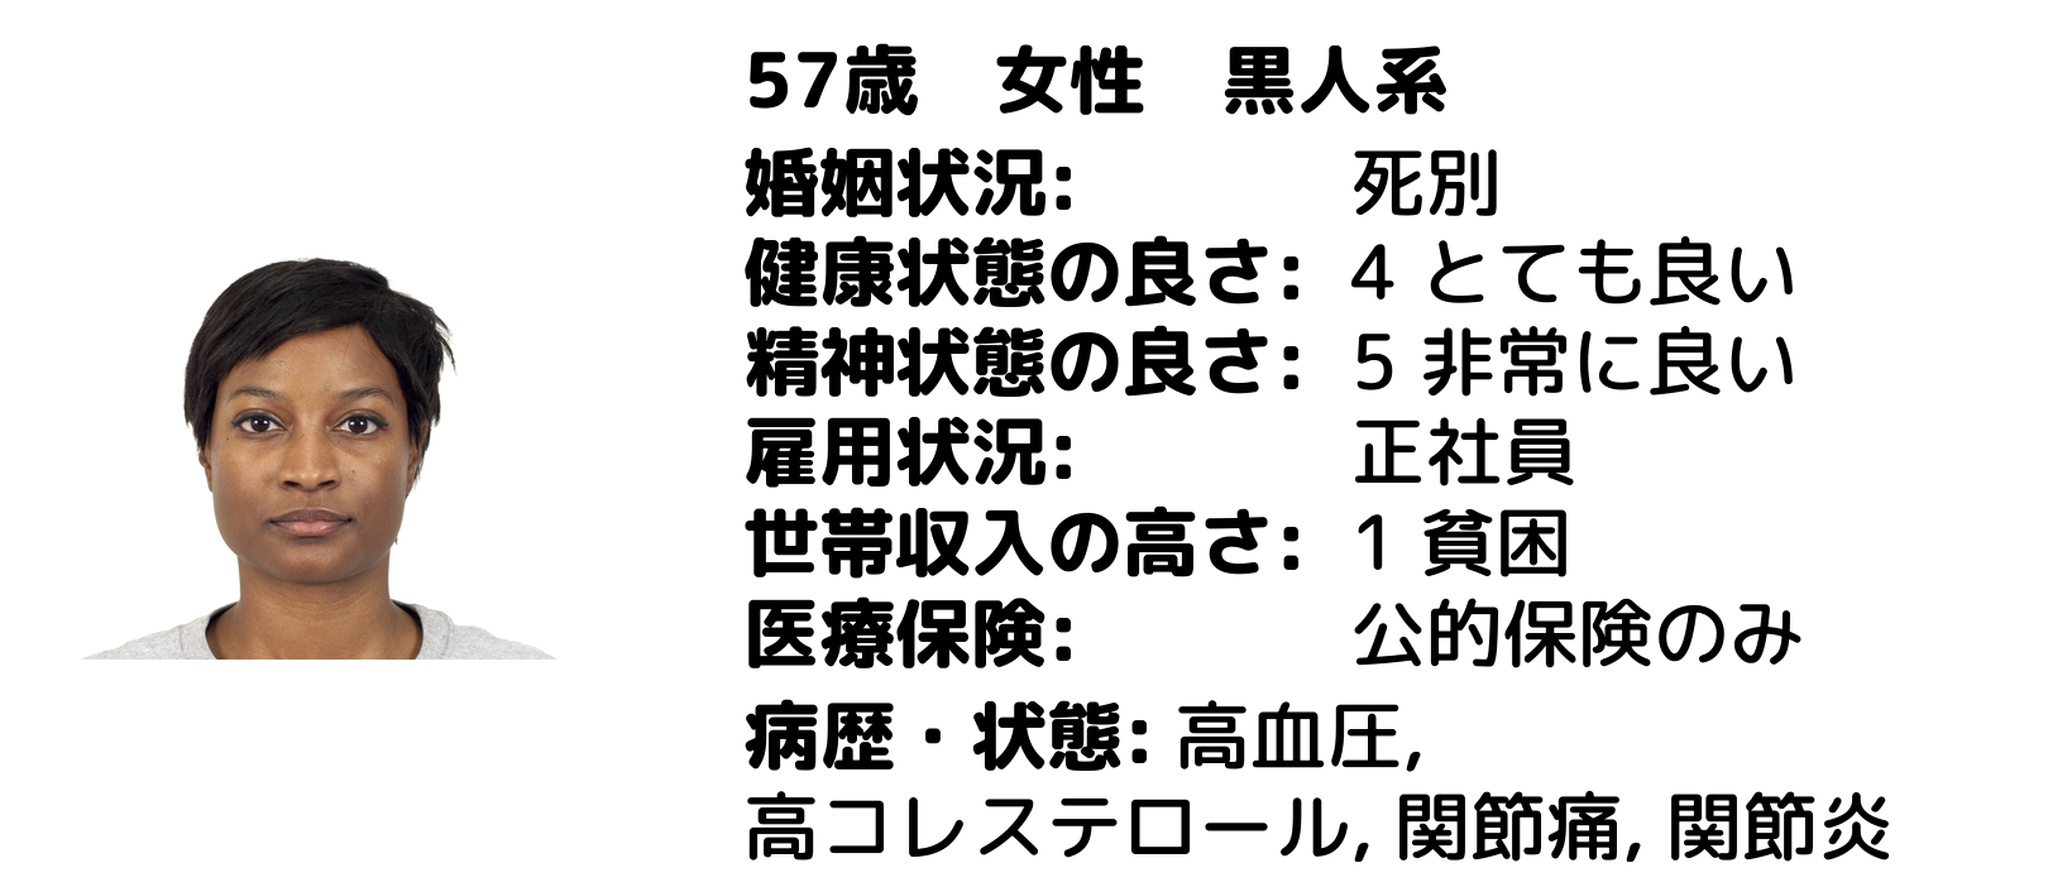 57歳　女性　黒人系
婚姻状況: 死別
健康状態の良さ: 4 とても良い
精神状態の良さ: 5 非常に良い
雇用状況: 正社員
世帯収入の高さ: 1 貧困
医療保険: 公的保険のみ
病歴・状態: 高血圧,
高コレステロール, 関節痛, 関節炎